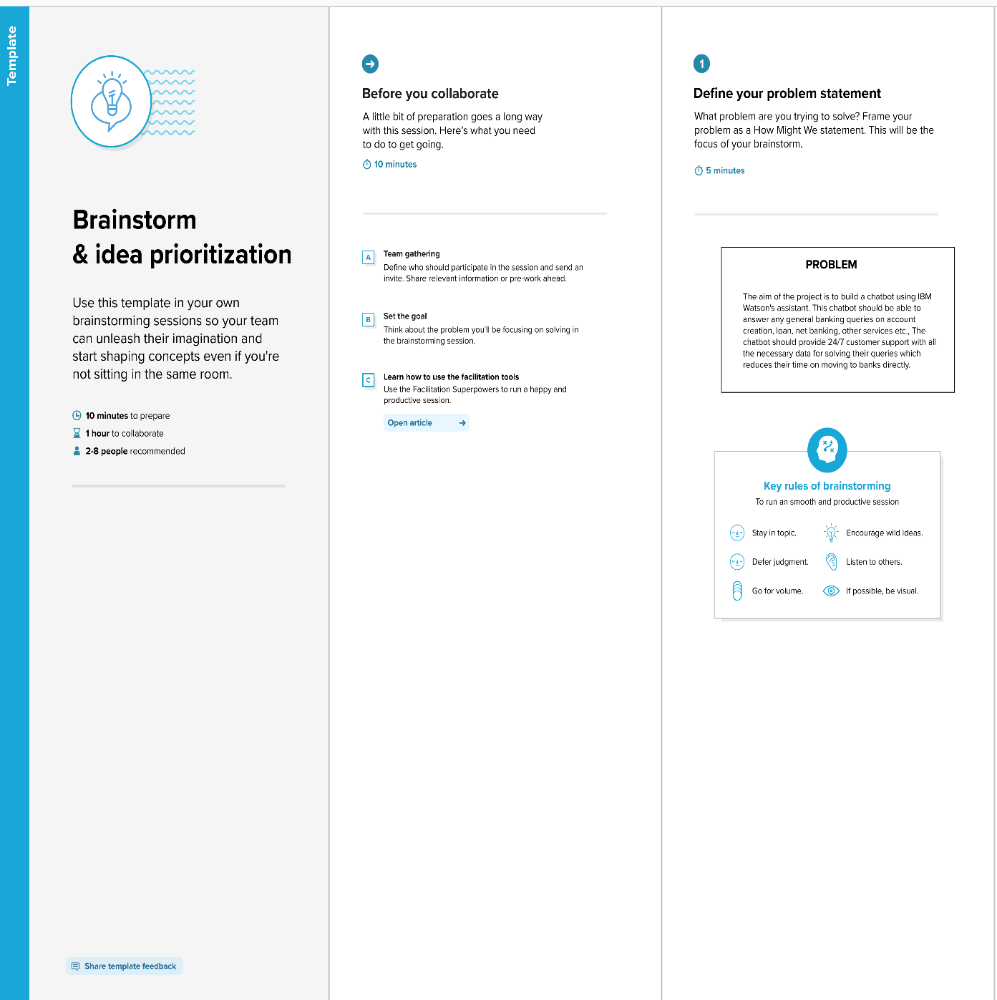 Template
Brainstorm
& idea prioritization
Use this template in your own
brainstorming sessions so your team
can unleash their imagination and
start shaping concepts even if you're
not sitting in the same room.
10 minutes to prepare
1 hour to collaborate
2-8 people recommended
Share template feedback
Before you collaborate
A little bit of preparation goes a long way
with this session. Here's what you need
to do to get going.
10 minutes
A
Team gathering
Define who should participate in the session and send an
invite. Share relevant information or pre-work ahead.
B
Set the goal
Think about the problem you'll be focusing on solving in
the brainstorming session.
C
Learn how to use the facilitation tools
Use the Facilitation Superpowers to run a happy and
productive session.
Open article
1
Define your problem statement
What problem are you trying to solve? Frame your
problem as a How Might We statement. This will be the
focus of your brainstorm.
5 minutes
PROBLEM
The aim of the project is to build a chatbot using IBM
Watson's assistant. This chatbot should be able to
answer any general banking queries on account
creation, loan, net banking, other services etc., The
chatbot should provide 24/7 customer support with all
the necessary data for solving their queries which
reduces their time on moving to banks directly.
Key rules of brainstorming
To run an smooth and productive session
Stay in topic.
Encourage wild ideas.
Defer judgment.
Listen to others.
Go for volume.
If possible, be visual.